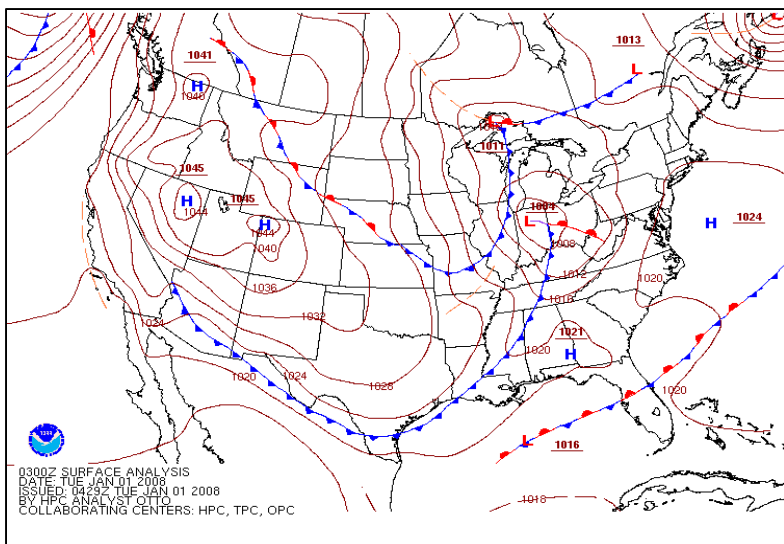 1041
H
1040
1013
L
L
1008
1011
1045
H
1044
1045
H
1044
1040
1004
L
1008
H
1024
1012
1020
1036
1016
1032
1024
1021
1020
H
1020
1024
1028
1020
L
1016
0300Z SURFACE ANALYSIS
DATE: TUE JAN 01 2008
ISSUED: 0429Z TUE JAN 01 2008
BY HPC ANALYST OTTO
COLLABORATING CENTERS: HPC, TPC, OPC
1018